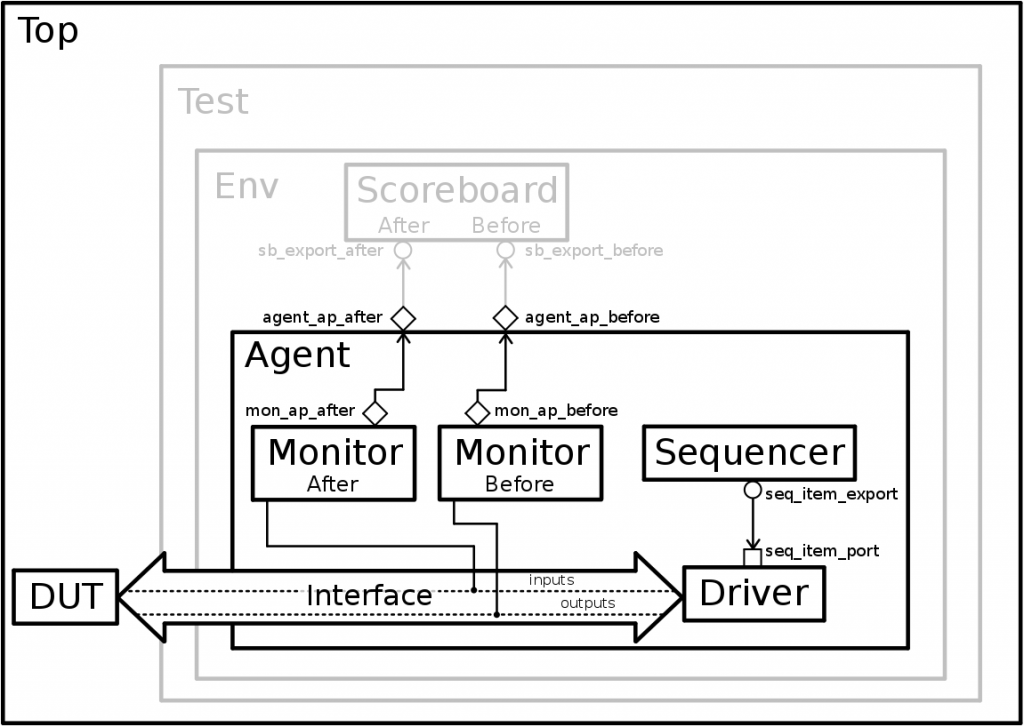 Top
Test
Env
Scoreboard
After Before
sb_export_after sb_export_before
agent_ap_after agent_ap_before
Agent
mon_ap_after mon_ap_before
Monitor
After
Monitor
Before
Sequencer
seq_item_export
seq_item_port
DUT
Interface
inputs
outputs
Driver